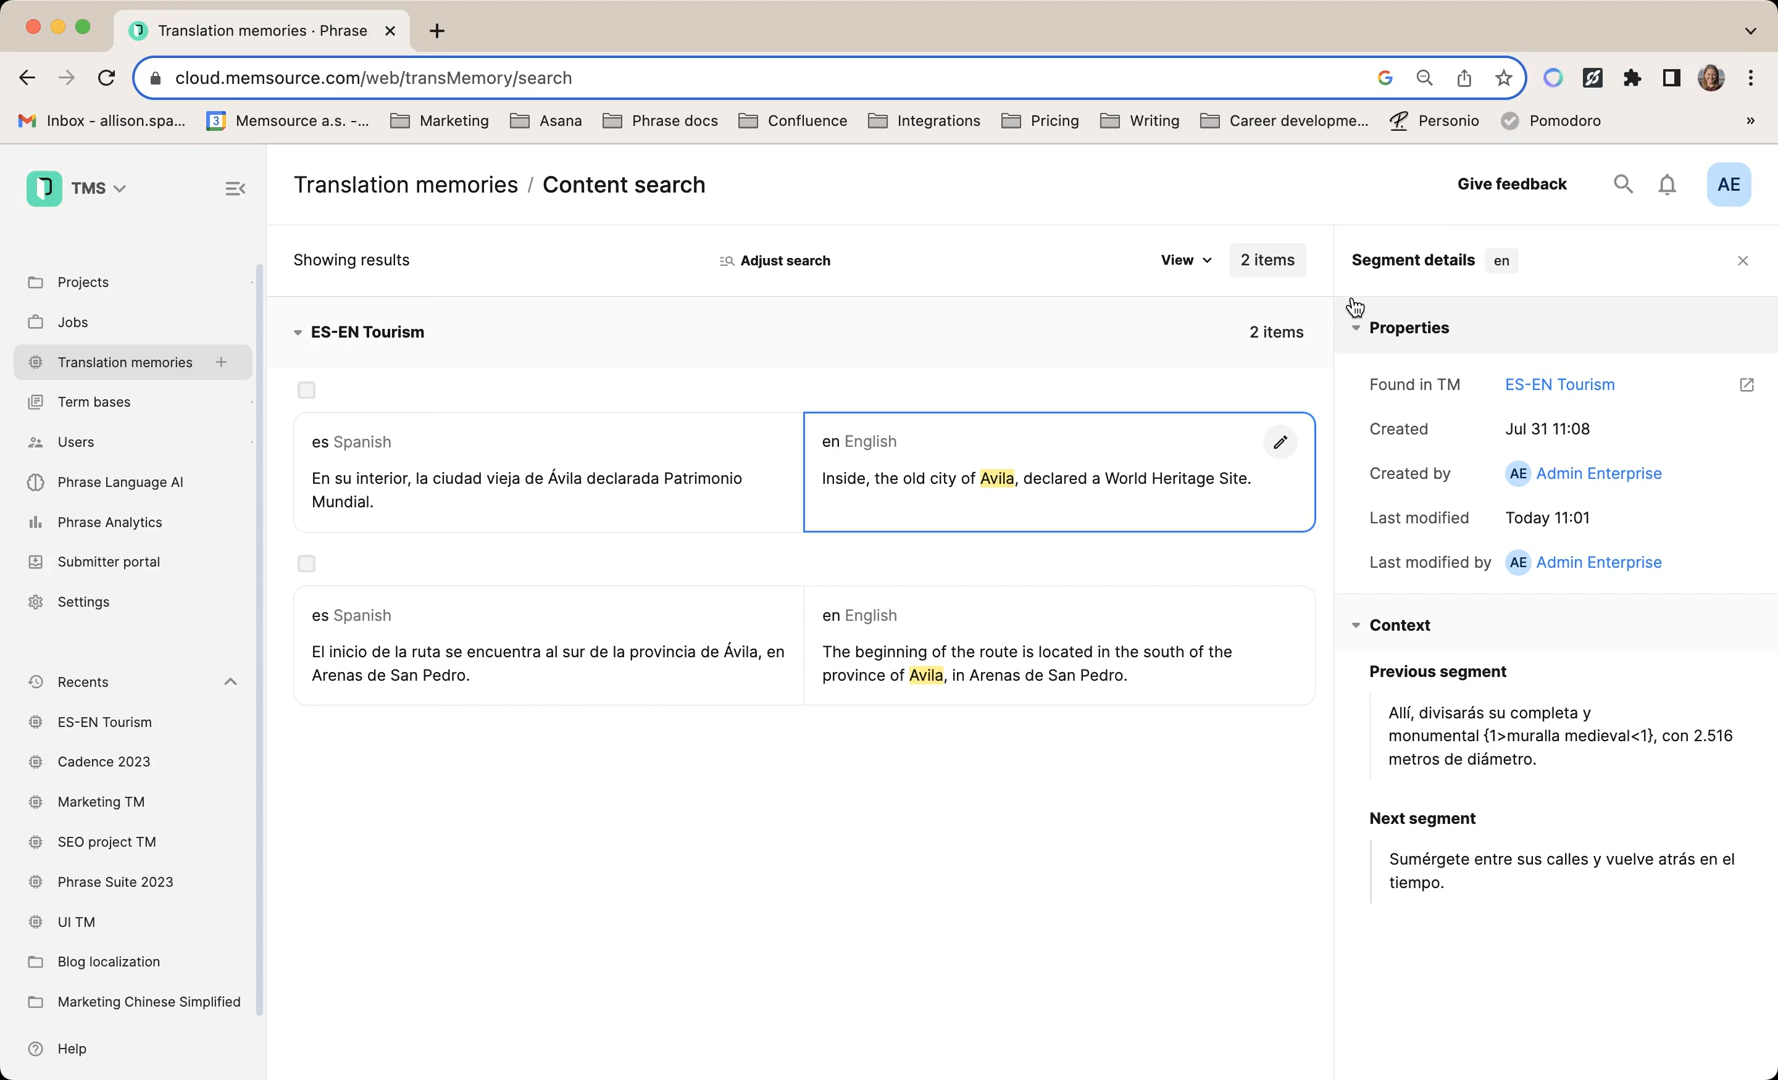 Translation memories · Phrase
cloud.memsource.com/web/transMemory/search
Inbox - allison.spa...
3
Memsource a.s. -...
Marketing
Asana
Phrase docs
Confluence
Integrations
Pricing
Writing
Career developme...
Personio
Pomodoro
»
TMS
Projects
Jobs
Translation memories
Term bases
Users
Phrase Language AI
Phrase Analytics
Submitter portal
Settings
Recents
ES-EN Tourism
Cadence 2023
Marketing TM
SEO project TM
Phrase Suite 2023
UI TM
Blog localization
Marketing Chinese Simplified
Help
Translation memories / Content search
Give feedback
AE
Showing results
Adjust search
View
2 items
ES-EN Tourism
2 items
es Spanish
En su interior, la ciudad vieja de Ávila declarada Patrimonio
Mundial.
en English
Inside, the old city of Avila, declared a World Heritage Site.
es Spanish
El inicio de la ruta se encuentra al sur de la provincia de Ávila, en
Arenas de San Pedro.
en English
The beginning of the route is located in the south of the
province of Avila, in Arenas de San Pedro.
Segment details en
Properties
Found in TM ES-EN Tourism
Created Jul 31 11:08
Created by AE Admin Enterprise
Last modified Today 11:01
Last modified by AE Admin Enterprise
Context
Previous segment
Allí, divisarás su completa y
monumental {1>muralla medieval<1}, con 2.516
metros de diámetro.
Next segment
Sumérgete entre sus calles y vuelve atrás en el
tiempo.